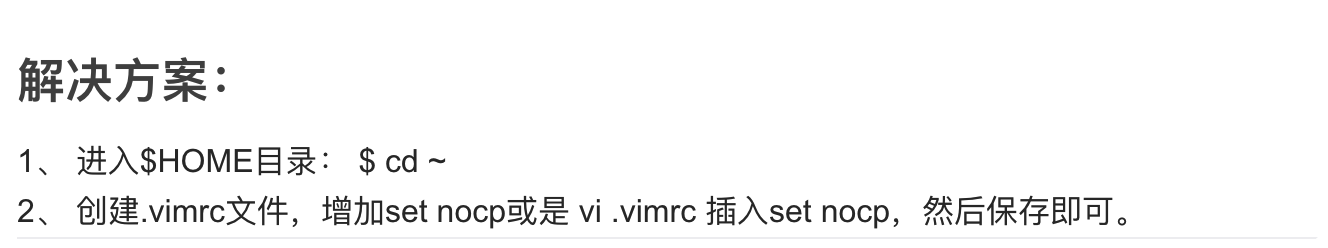 解决方案：
1、 进入$HOME目录： $ cd ~
2、 创建.vimrc文件，增加set nocp或是 vi .vimrc 插入set nocp，然后保存即可。